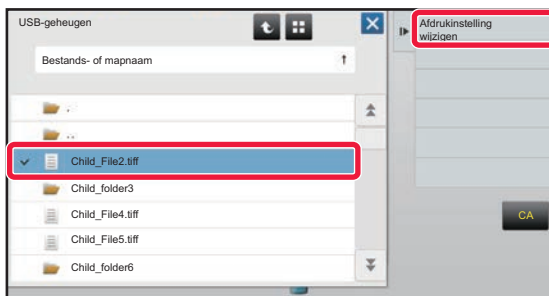 USB-geheugen
Afdrukinstelling
wijzigen
Bestands- of mapnaam
.
..
Child_File2.tiff
Child_folder3
Child_File4.tiff
Child_File5.tiff
Child_folder6
CA